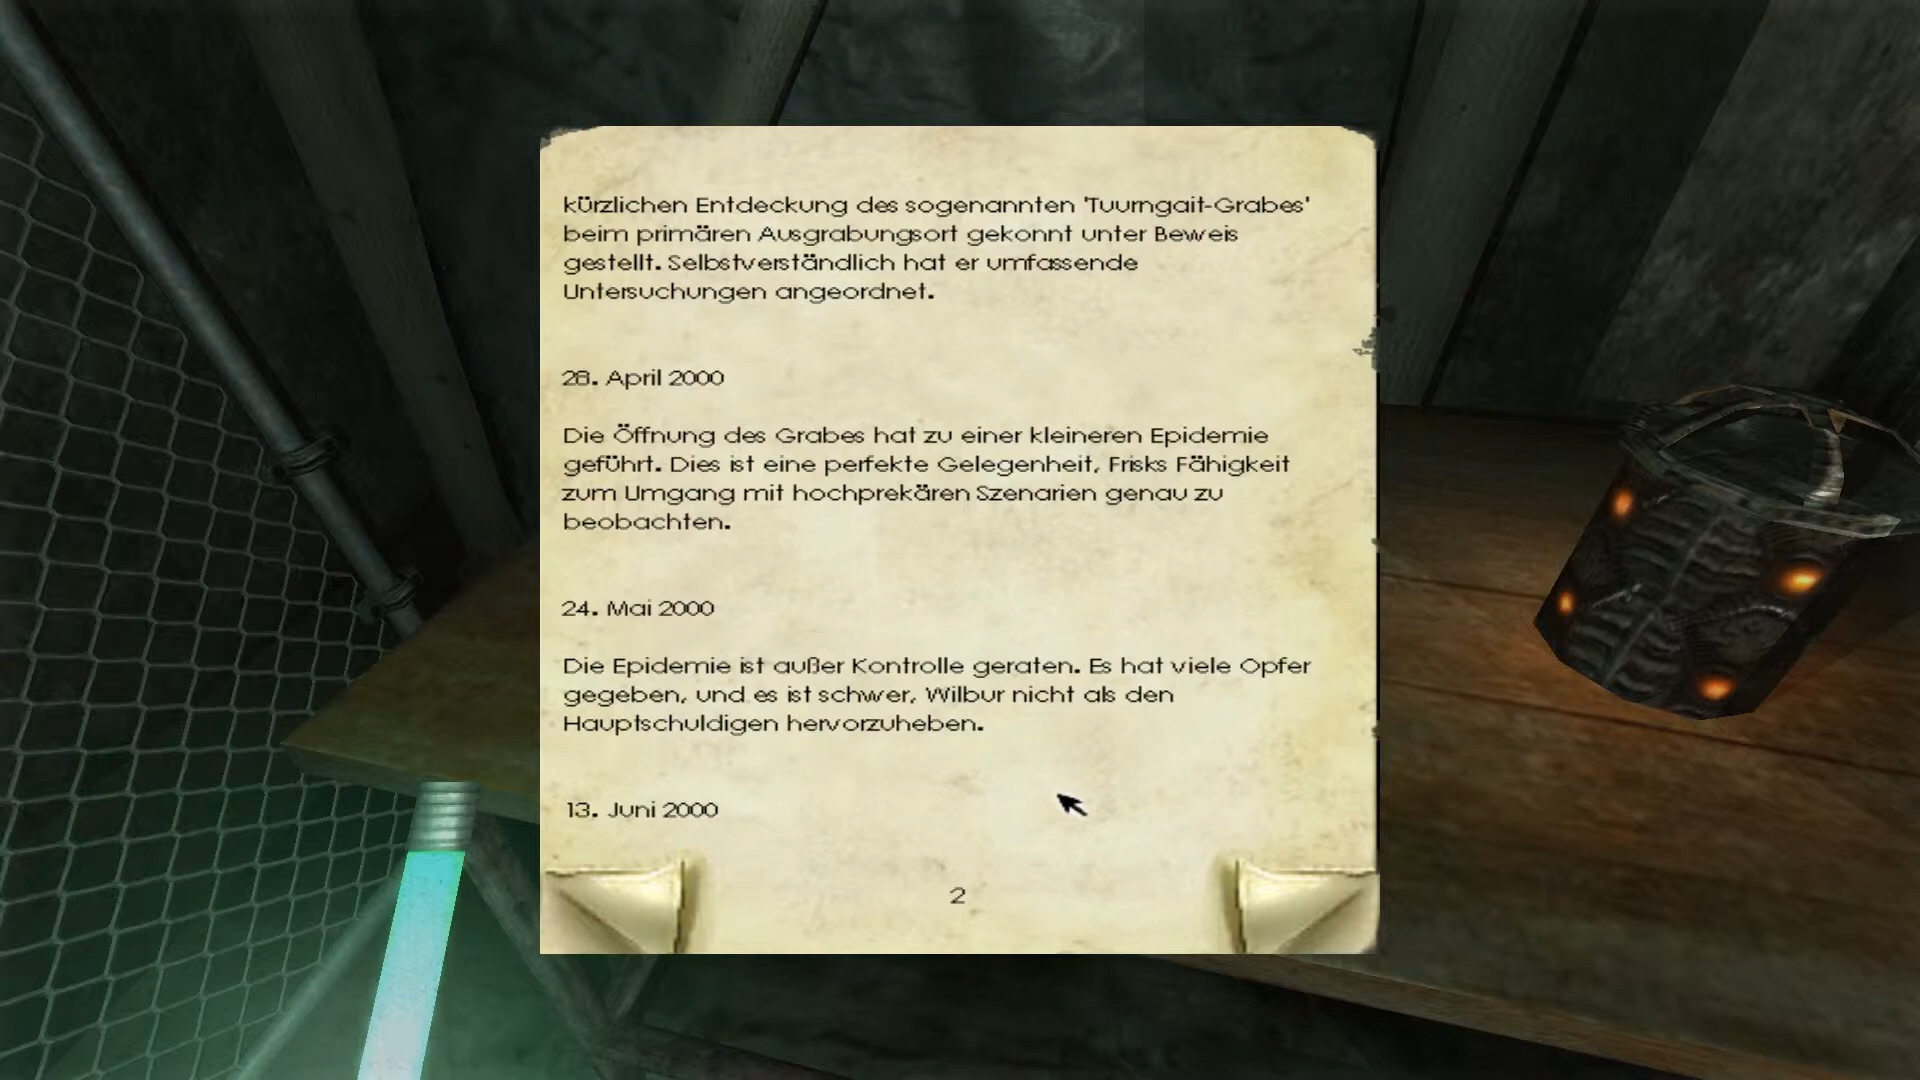 kürzlichen Entdeckung des sogenannten 'Tuurngait-Grabes'
beim primären Ausgrabungsort gekonnt unter Beweis
gestellt. Selbstverständlich hat er umfassende
Untersuchungen angeordnet.
28. April 2000
Die Öffnung des Grabes hat zu einer kleineren Epidemie
geführt. Dies ist eine perfekte Gelegenheit, Frisks Fähigkeit
zum Umgang mit hochprekären Szenarien genau zu
beobachten.
24. Mai 2000
Die Epidemie ist außer Kontrolle geraten. Es hat viele Opfer
gegeben, und es ist schwer, Wilbur nicht als den
Hauptschuldigen hervorzuheben.
13. Juni 2000
2